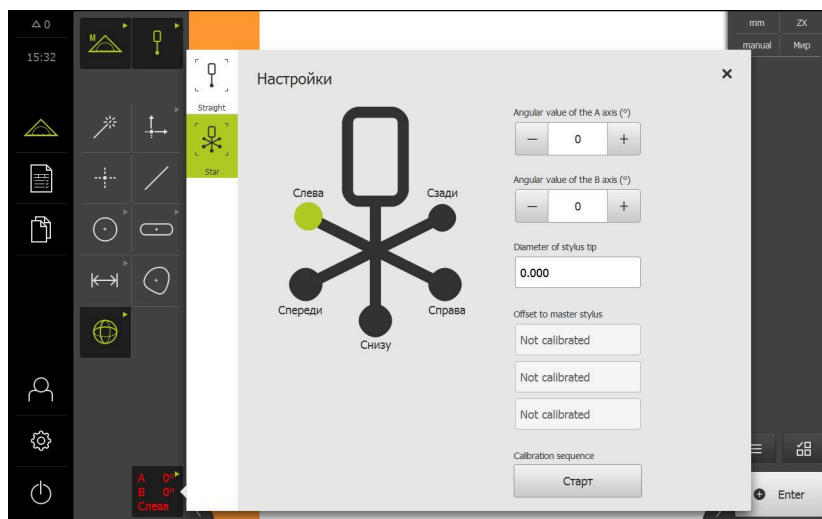 0
mm
ZX
15:32
M
manual
Мир
Straight
Star
Настройки
×
Слева
Сзади
Спереди
Справа
Снизу
Angular value of the A axis (°)
− 0 +
Angular value of the B axis (°)
− 0 +
Diameter of stylus tip
0.000
Offset to master stylus
Not calibrated
Not calibrated
Not calibrated
Calibration sequence
Старт
A 0°
B 0°
Слева
Enter